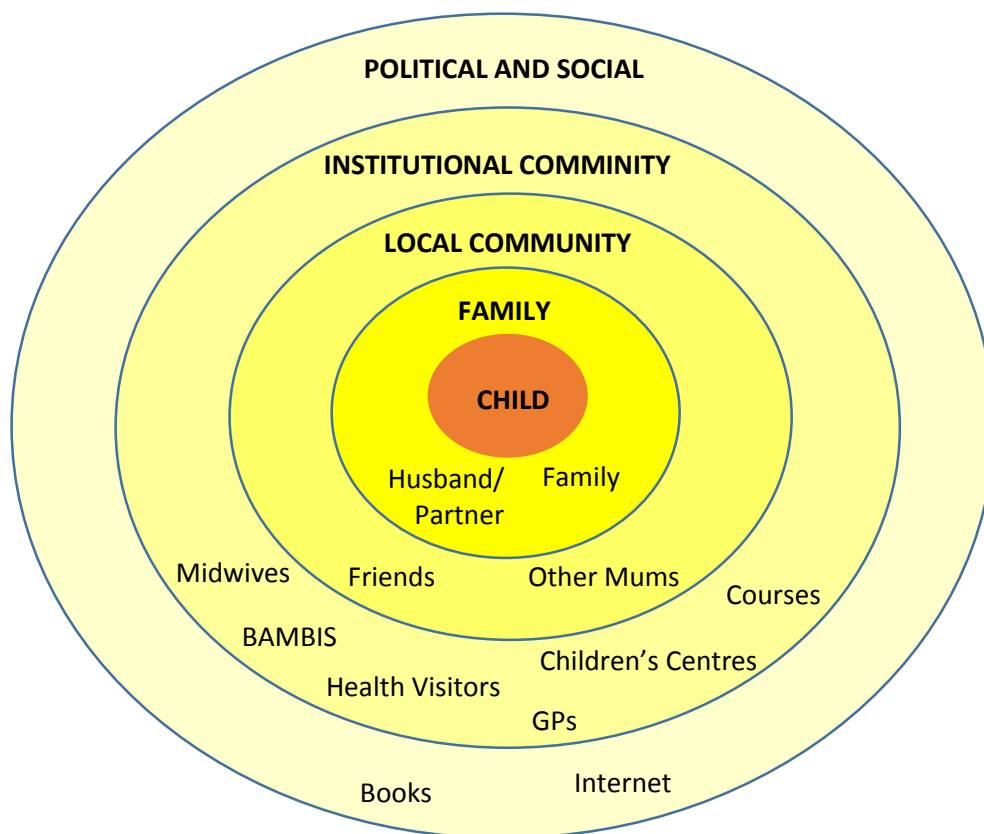 POLITICAL AND SOCIAL
INSTITUTIONAL COMMINITY
LOCAL COMMUNITY
FAMILY
CHILD
Husband/
Partner
Family
Midwives
Friends
Other Mums
Courses
BAMBIS
Children’s Centres
Health Visitors
GPs
Books
Internet